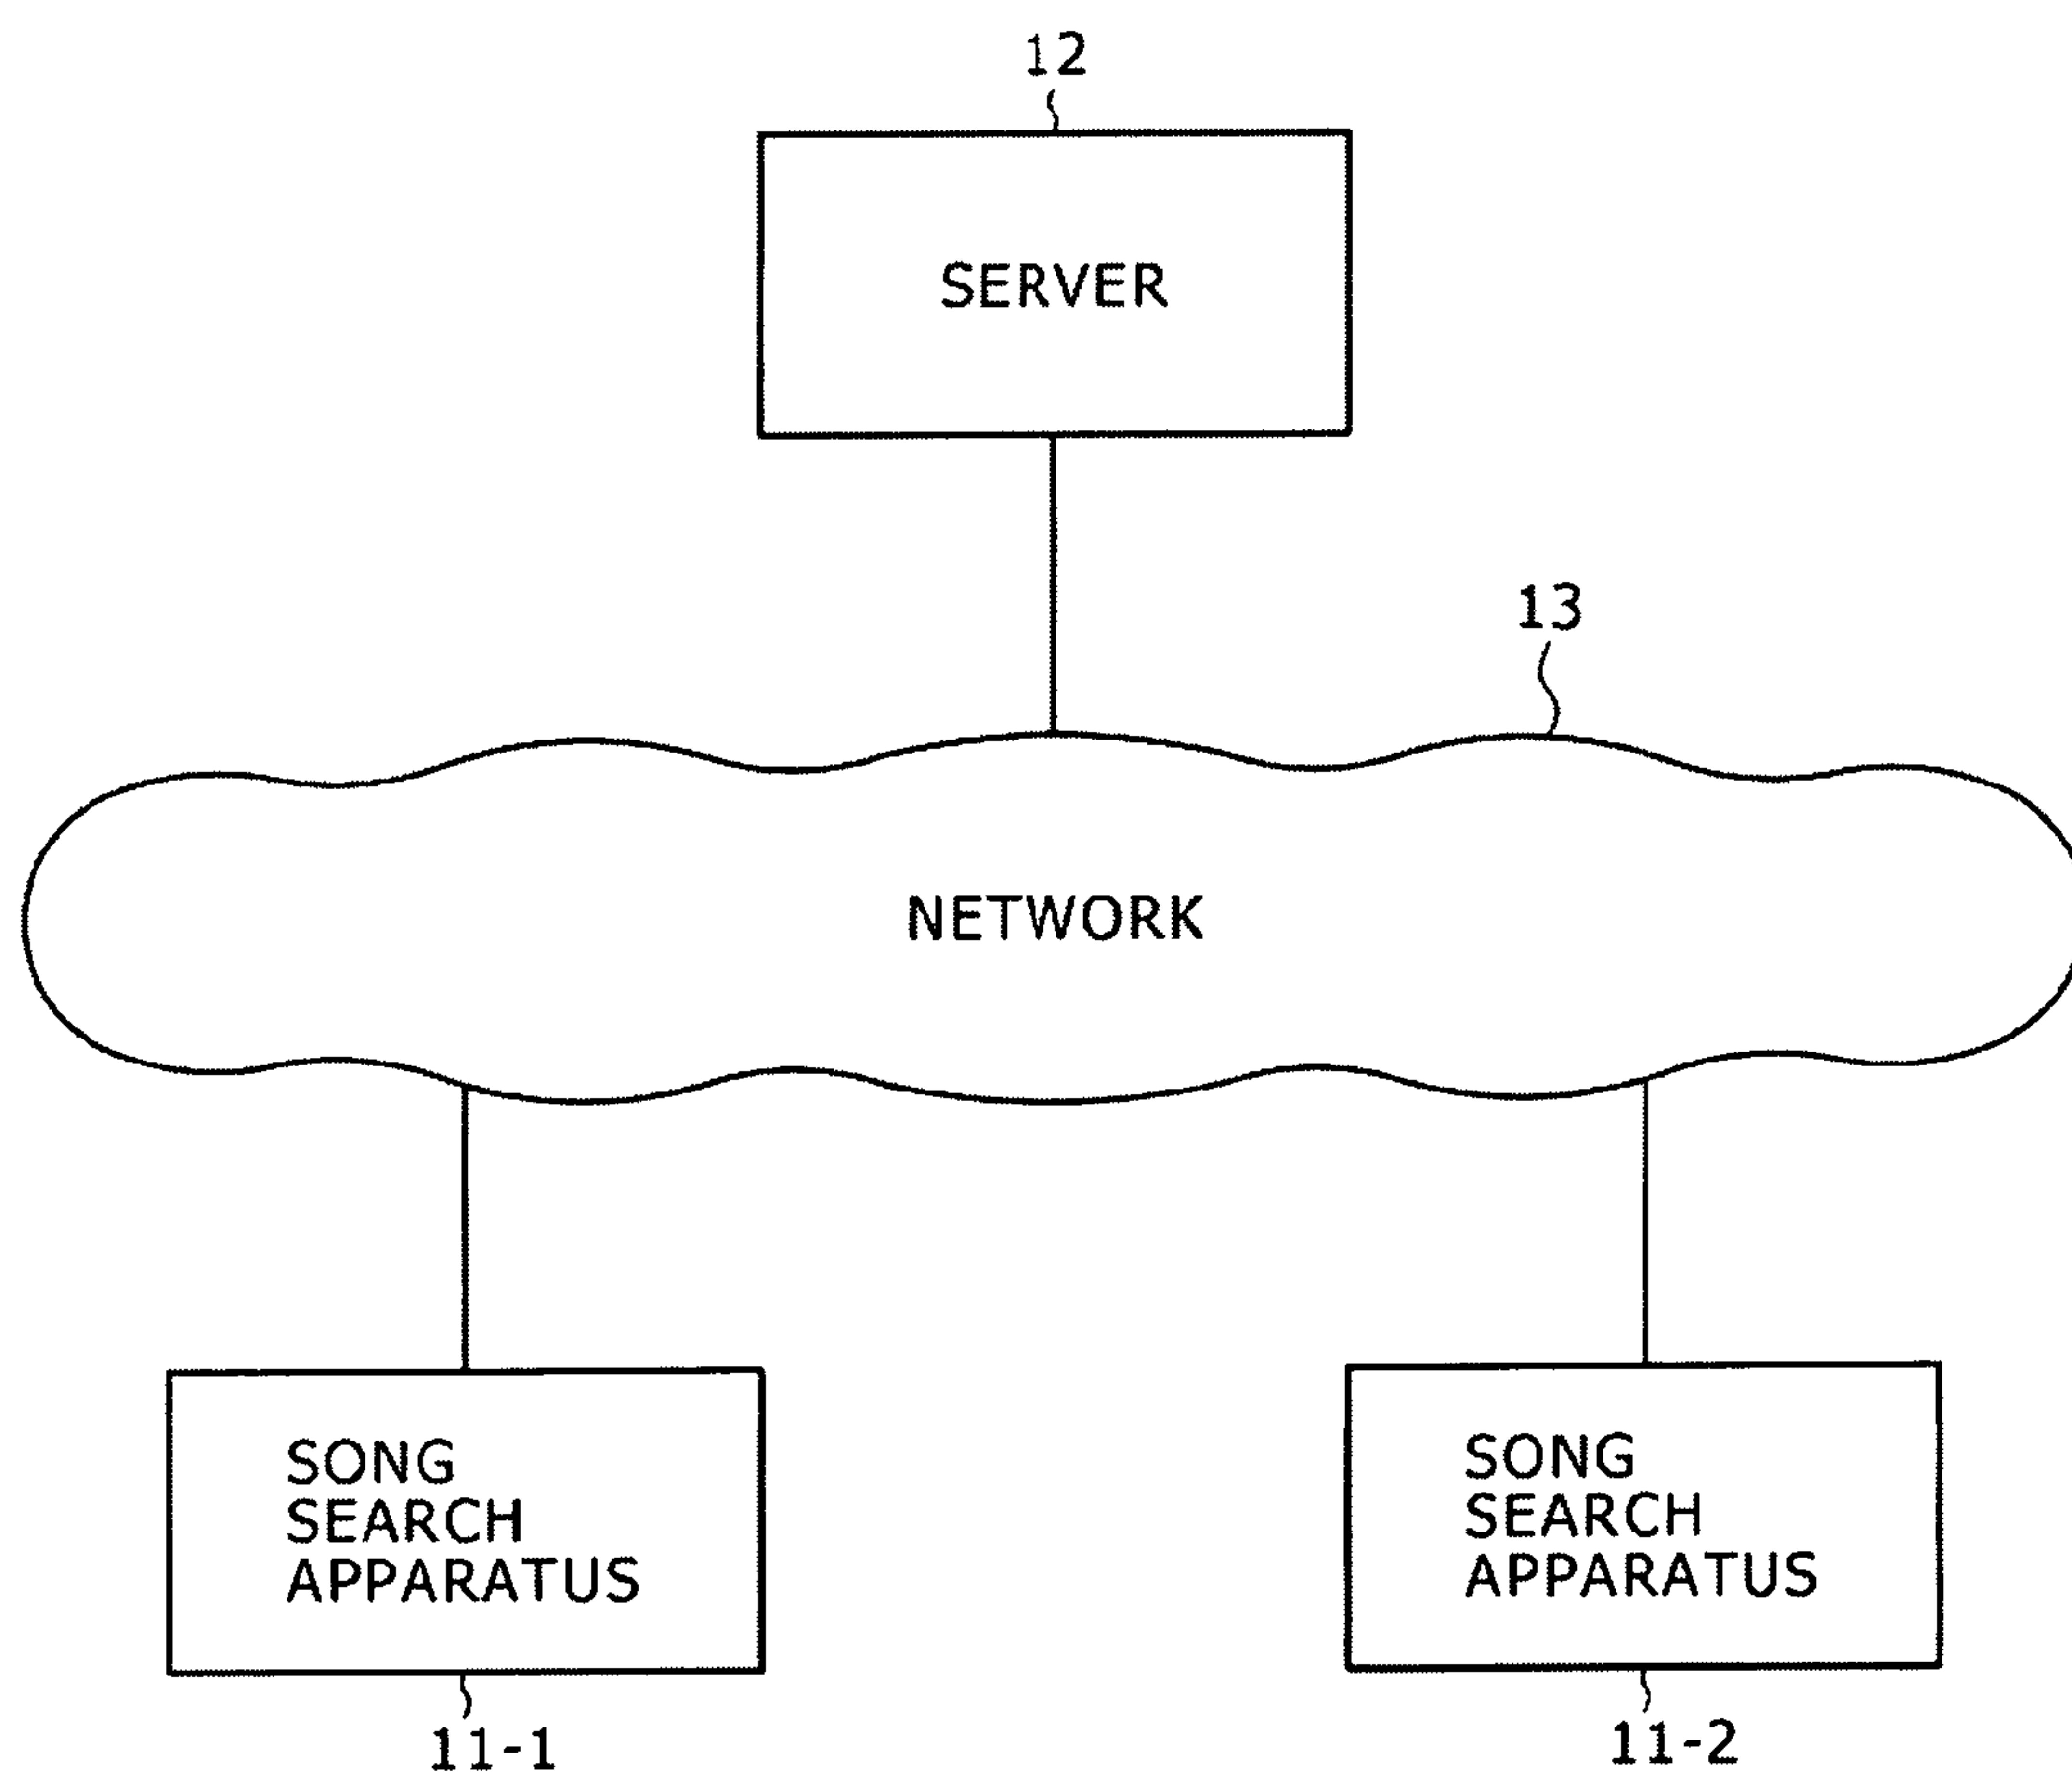 12
SERVER
13
NETWORK
SONG
SEARCH
APPARATUS
SONG
SEARCH
APPARATUS
11-1
11-2